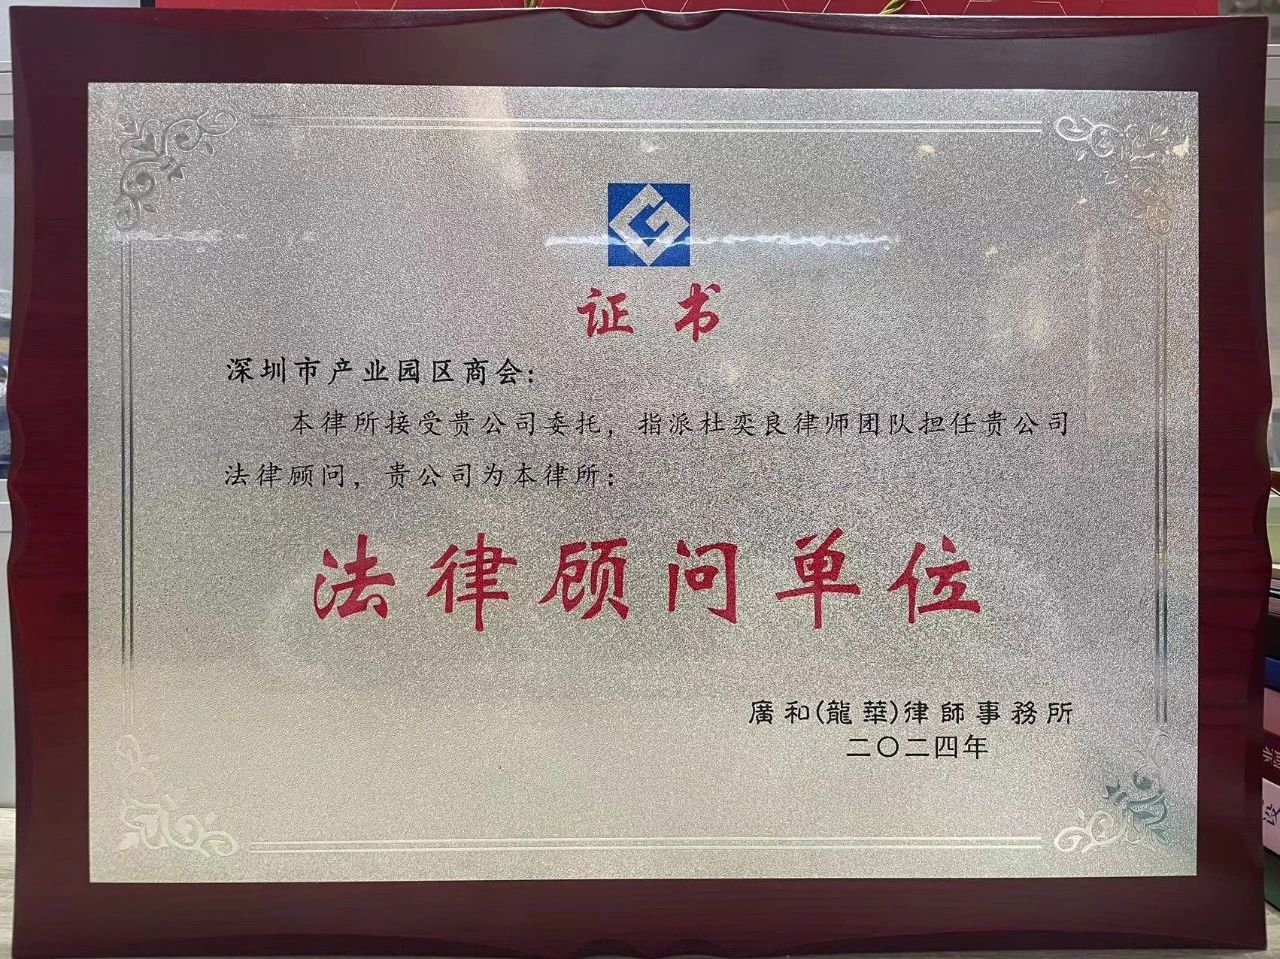 证书
深圳市产业园区商会:
本律所接受贵公司委托，指派杜奕良律师团队担任贵公司
法律顾问，贵公司为本律所：
法律顾问单位
廣和(龍華)律師事務所
二〇二四年
设